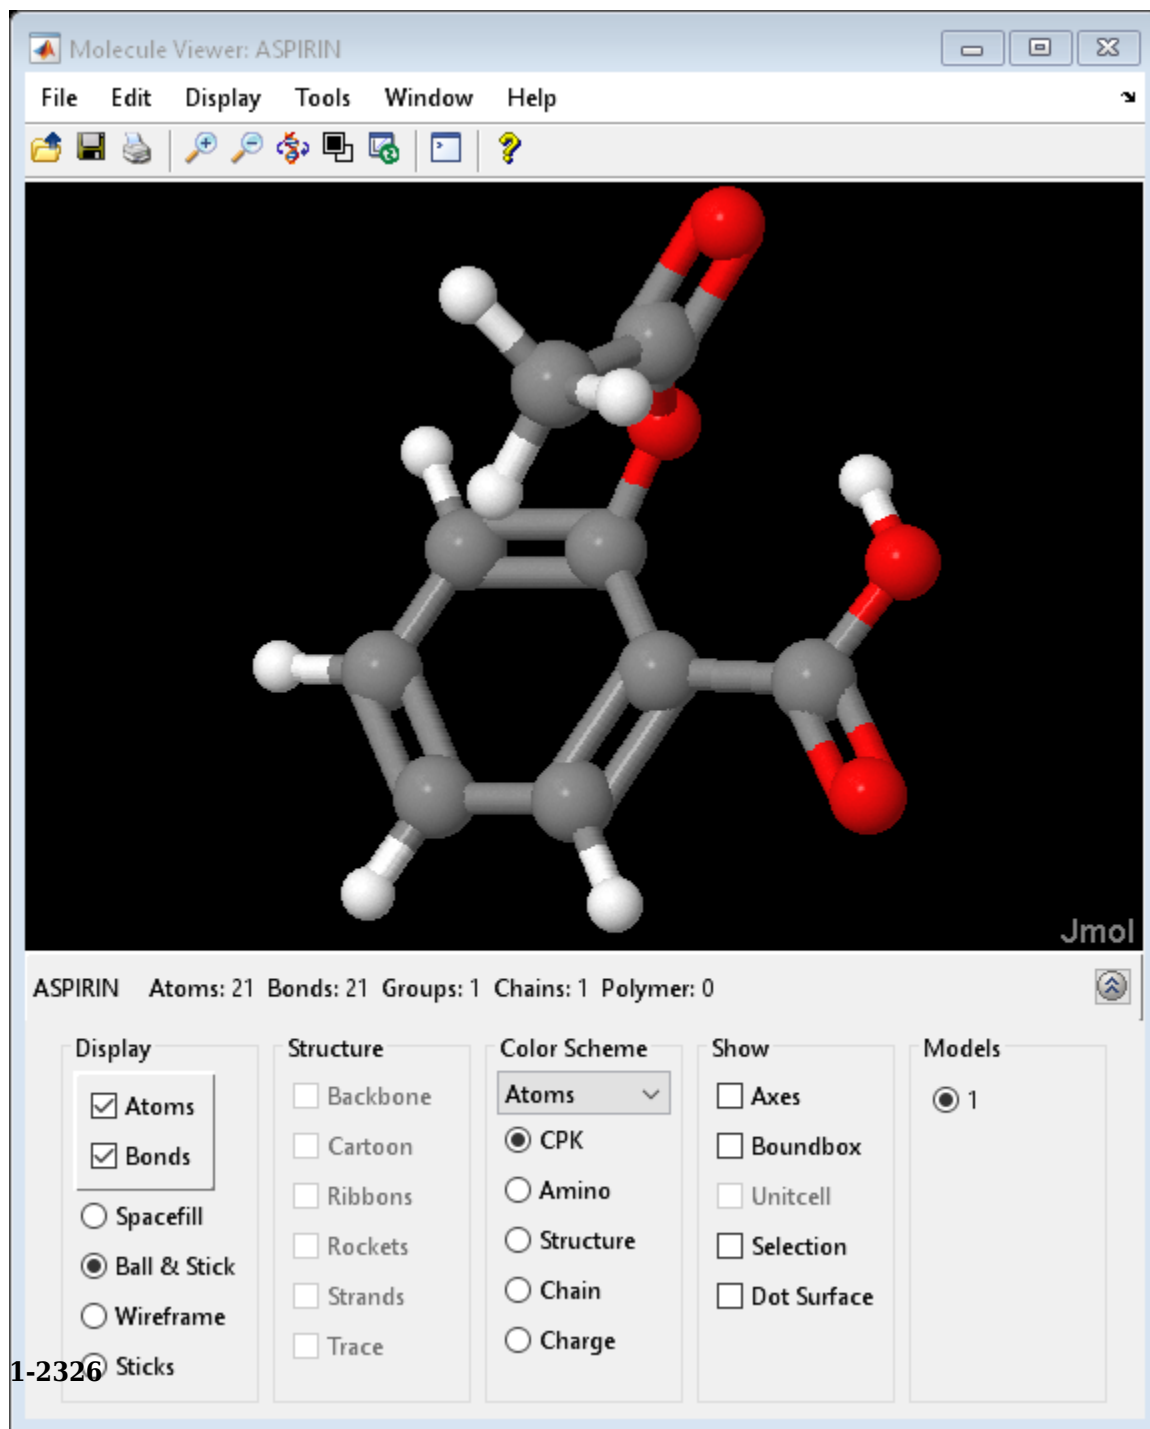 Molecule Viewer: ASPIRIN
File Edit Display Tools Window Help
Jmol
ASPIRIN Atoms: 21 Bonds: 21 Groups: 1 Chains: 1 Polymer: 0
Display
Atoms
Bonds
Spacefill
Ball & Stick
Wireframe
Sticks
Structure
Backbone
Cartoon
Ribbons
Rockets
Strands
Trace
Color Scheme
Atoms
CPK
Amino
Structure
Chain
Charge
Show
Axes
Boundbox
Unitcell
Selection
Dot Surface
Models
1
1-2326